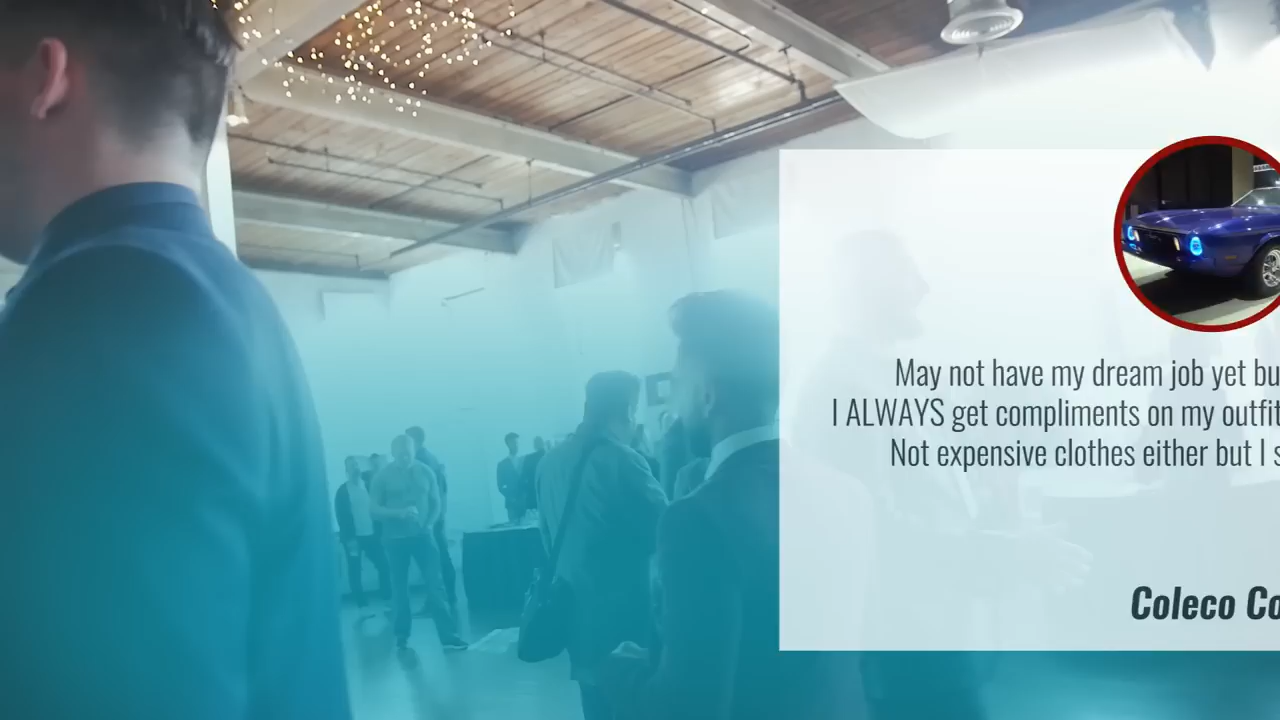 May not have my dream job yet bu
I ALWAYS get compliments on my outfit
Not expensive clothes either but I s
Coleco Co